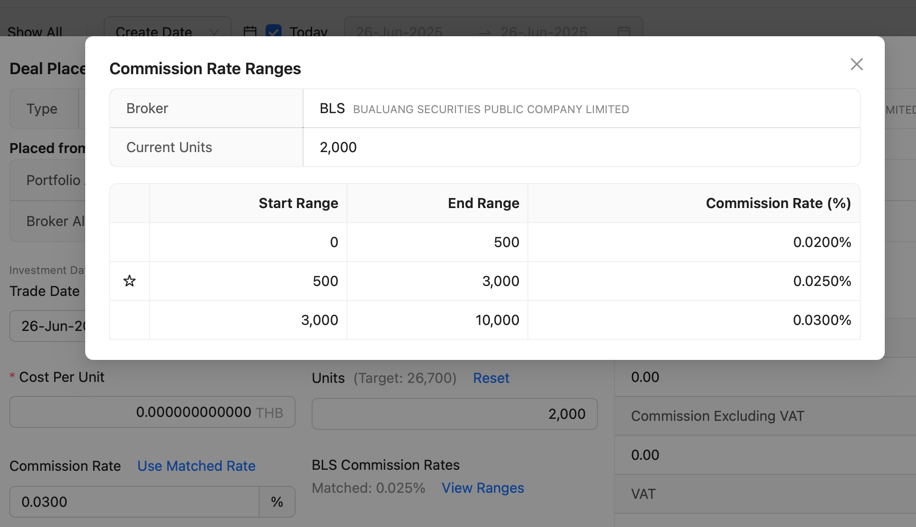 Show All
Create Date
Today
26-Jun-2025 → 26-Jun-2025
Deal Place
Commission Rate Ranges
Type
Broker
BLS BUALUANG SECURITIES PUBLIC COMPANY LIMITED
Current Units
2,000
Placed from
Portfolio
Broker Al
Start Range End Range Commission Rate (%)
0 500 0.0200%
500 3,000 0.0250%
3,000 10,000 0.0300%
Investment Da
Trade Date
26-Jun-20
* Cost Per Unit
0.000000000000 THB
Units (Target: 26,700) Reset
2,000
0.00
Commission Excluding VAT
0.00
VAT
Commission Rate Use Matched Rate
0.0300 %
BLS Commission Rates
Matched: 0.025% View Ranges